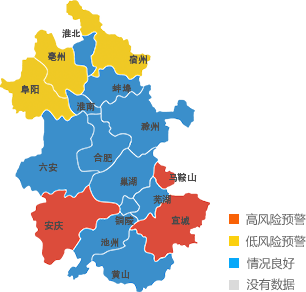 淮北
亳州
宿州
阜阳
蚌埠
淮南
滁州
六安
合肥
巢湖
马鞍山
芜湖
安庆
铜陵
宣城
池州
黄山
高风险预警
低风险预警
情况良好
没有数据